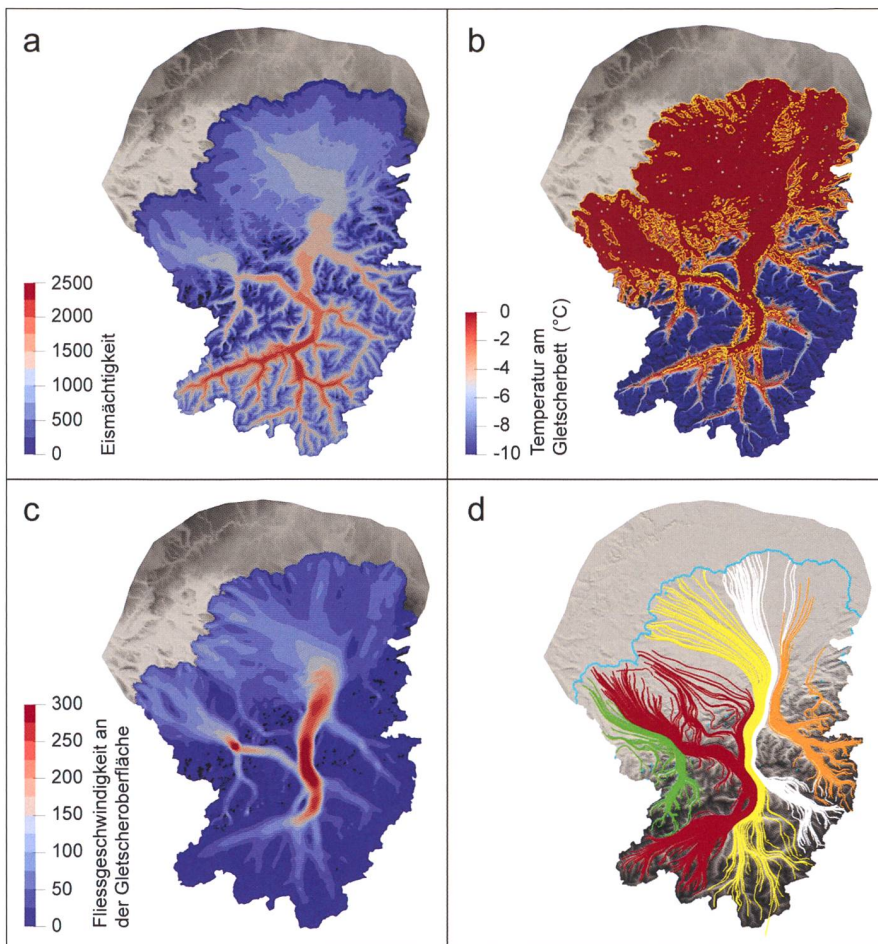 a
2500
2000
1500
1000
500
0
Eismächtigkeit
b
0
-2
-4
-6
-8
-10
Temperatur am
Gletscherbett (°C)
c
300
250
200
150
100
50
0
Fliessgeschwindigkeit an
der Gletscheroberfläche
d